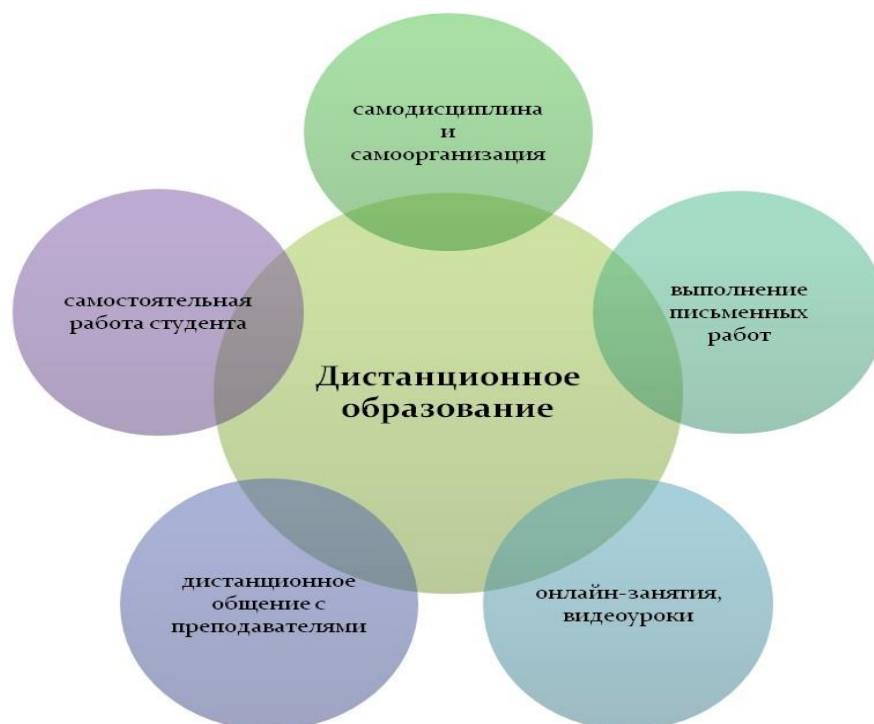 самодисциплина
и
самоорганизация
самостоятельная
работа студента
выполнение
письменных
работ
Дистанционное
образование
дистанционное
общение с
преподавателями
онлайн-занятия,
видеоуроки